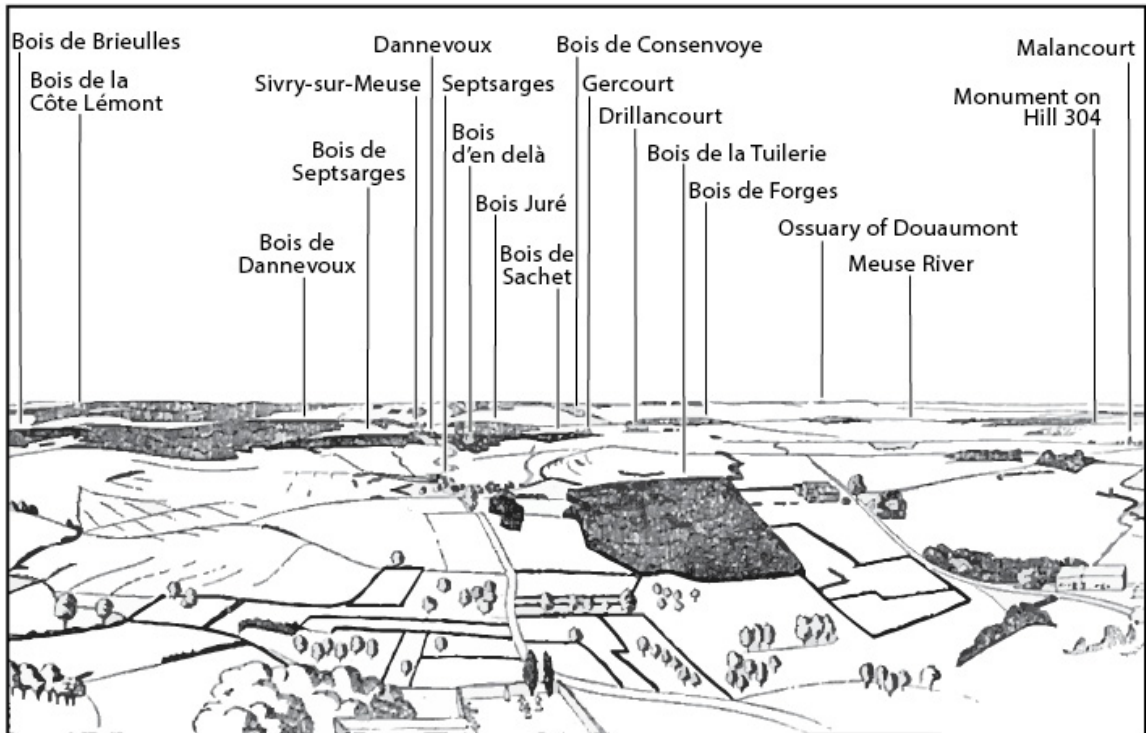 Bois de Brieulles
Dannevoux
Bois de Consenvoye
Malancourt
Bois de la
Côte Lémont
Sivry-sur-Meuse
Septsarges
Gercourt
Monument on
Hill 304
Drillancourt
Bois
d'en delà
Bois de
Septsarges
Bois de la Tuilerie
Bois de Forges
Bois Juré
Ossuary of Douaumont
Bois de
Dannevoux
Bois de
Sachet
Meuse River